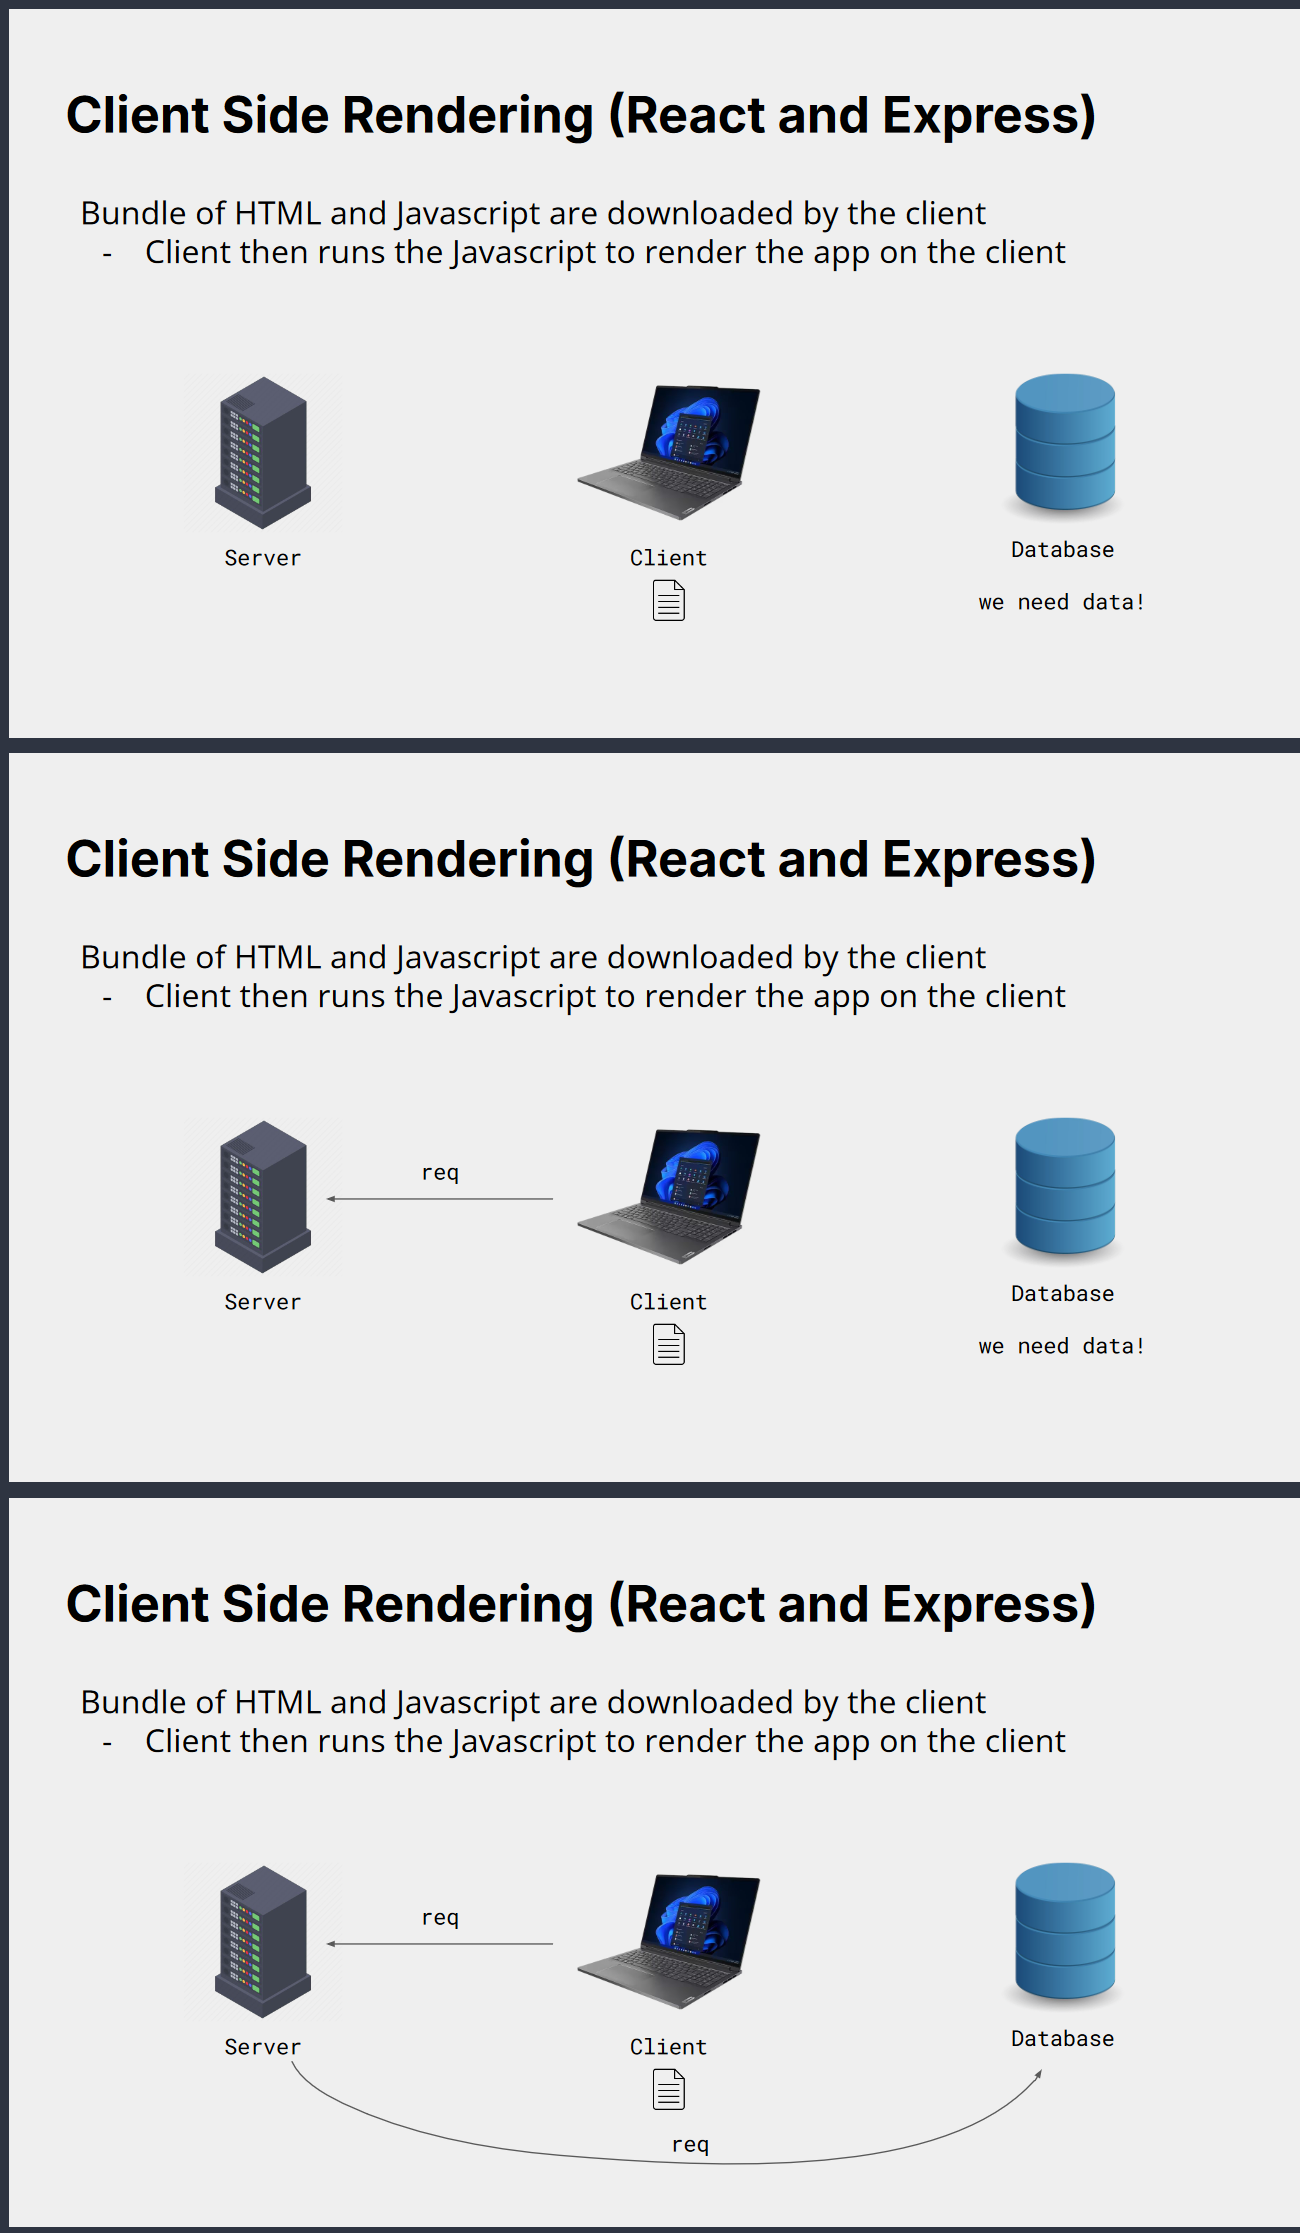 Client Side Rendering (React and Express)
Bundle of HTML and Javascript are downloaded by the client
- Client then runs the Javascript to render the app on the client
Server
Client
Database
we need data!
Client Side Rendering (React and Express)
Bundle of HTML and Javascript are downloaded by the client
- Client then runs the Javascript to render the app on the client
req
Server
Client
Database
we need data!
Client Side Rendering (React and Express)
Bundle of HTML and Javascript are downloaded by the client
- Client then runs the Javascript to render the app on the client
req
Server
Client
Database
req